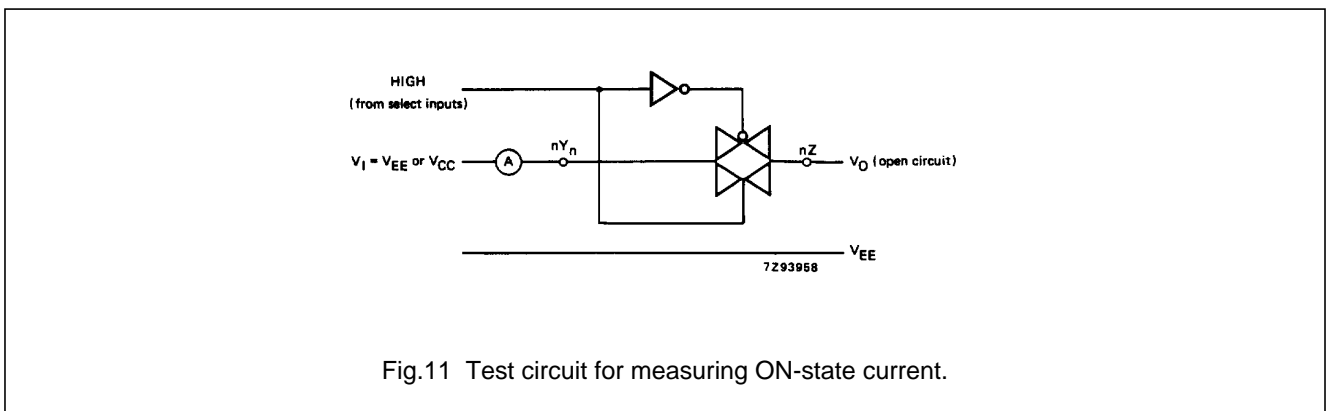 HIGH
(from select inputs)
V_I = V_EE or V_CC
A
nY_n
nZ
V_O (open circuit)
V_EE
7Z93958
Fig.11 Test circuit for measuring ON-state current.